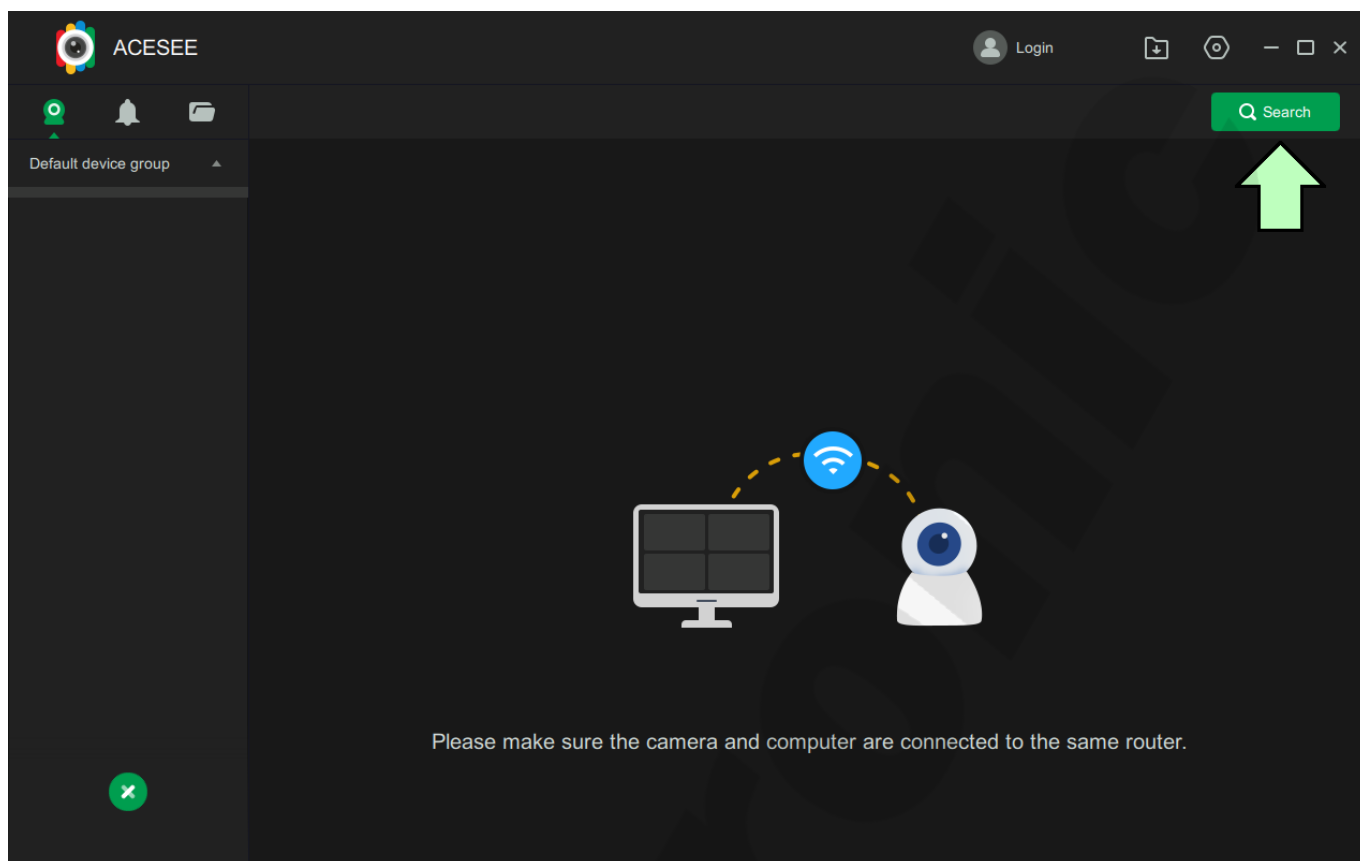 ACESEE
Login
Search
Default device group
Please make sure the camera and computer are connected to the same router.